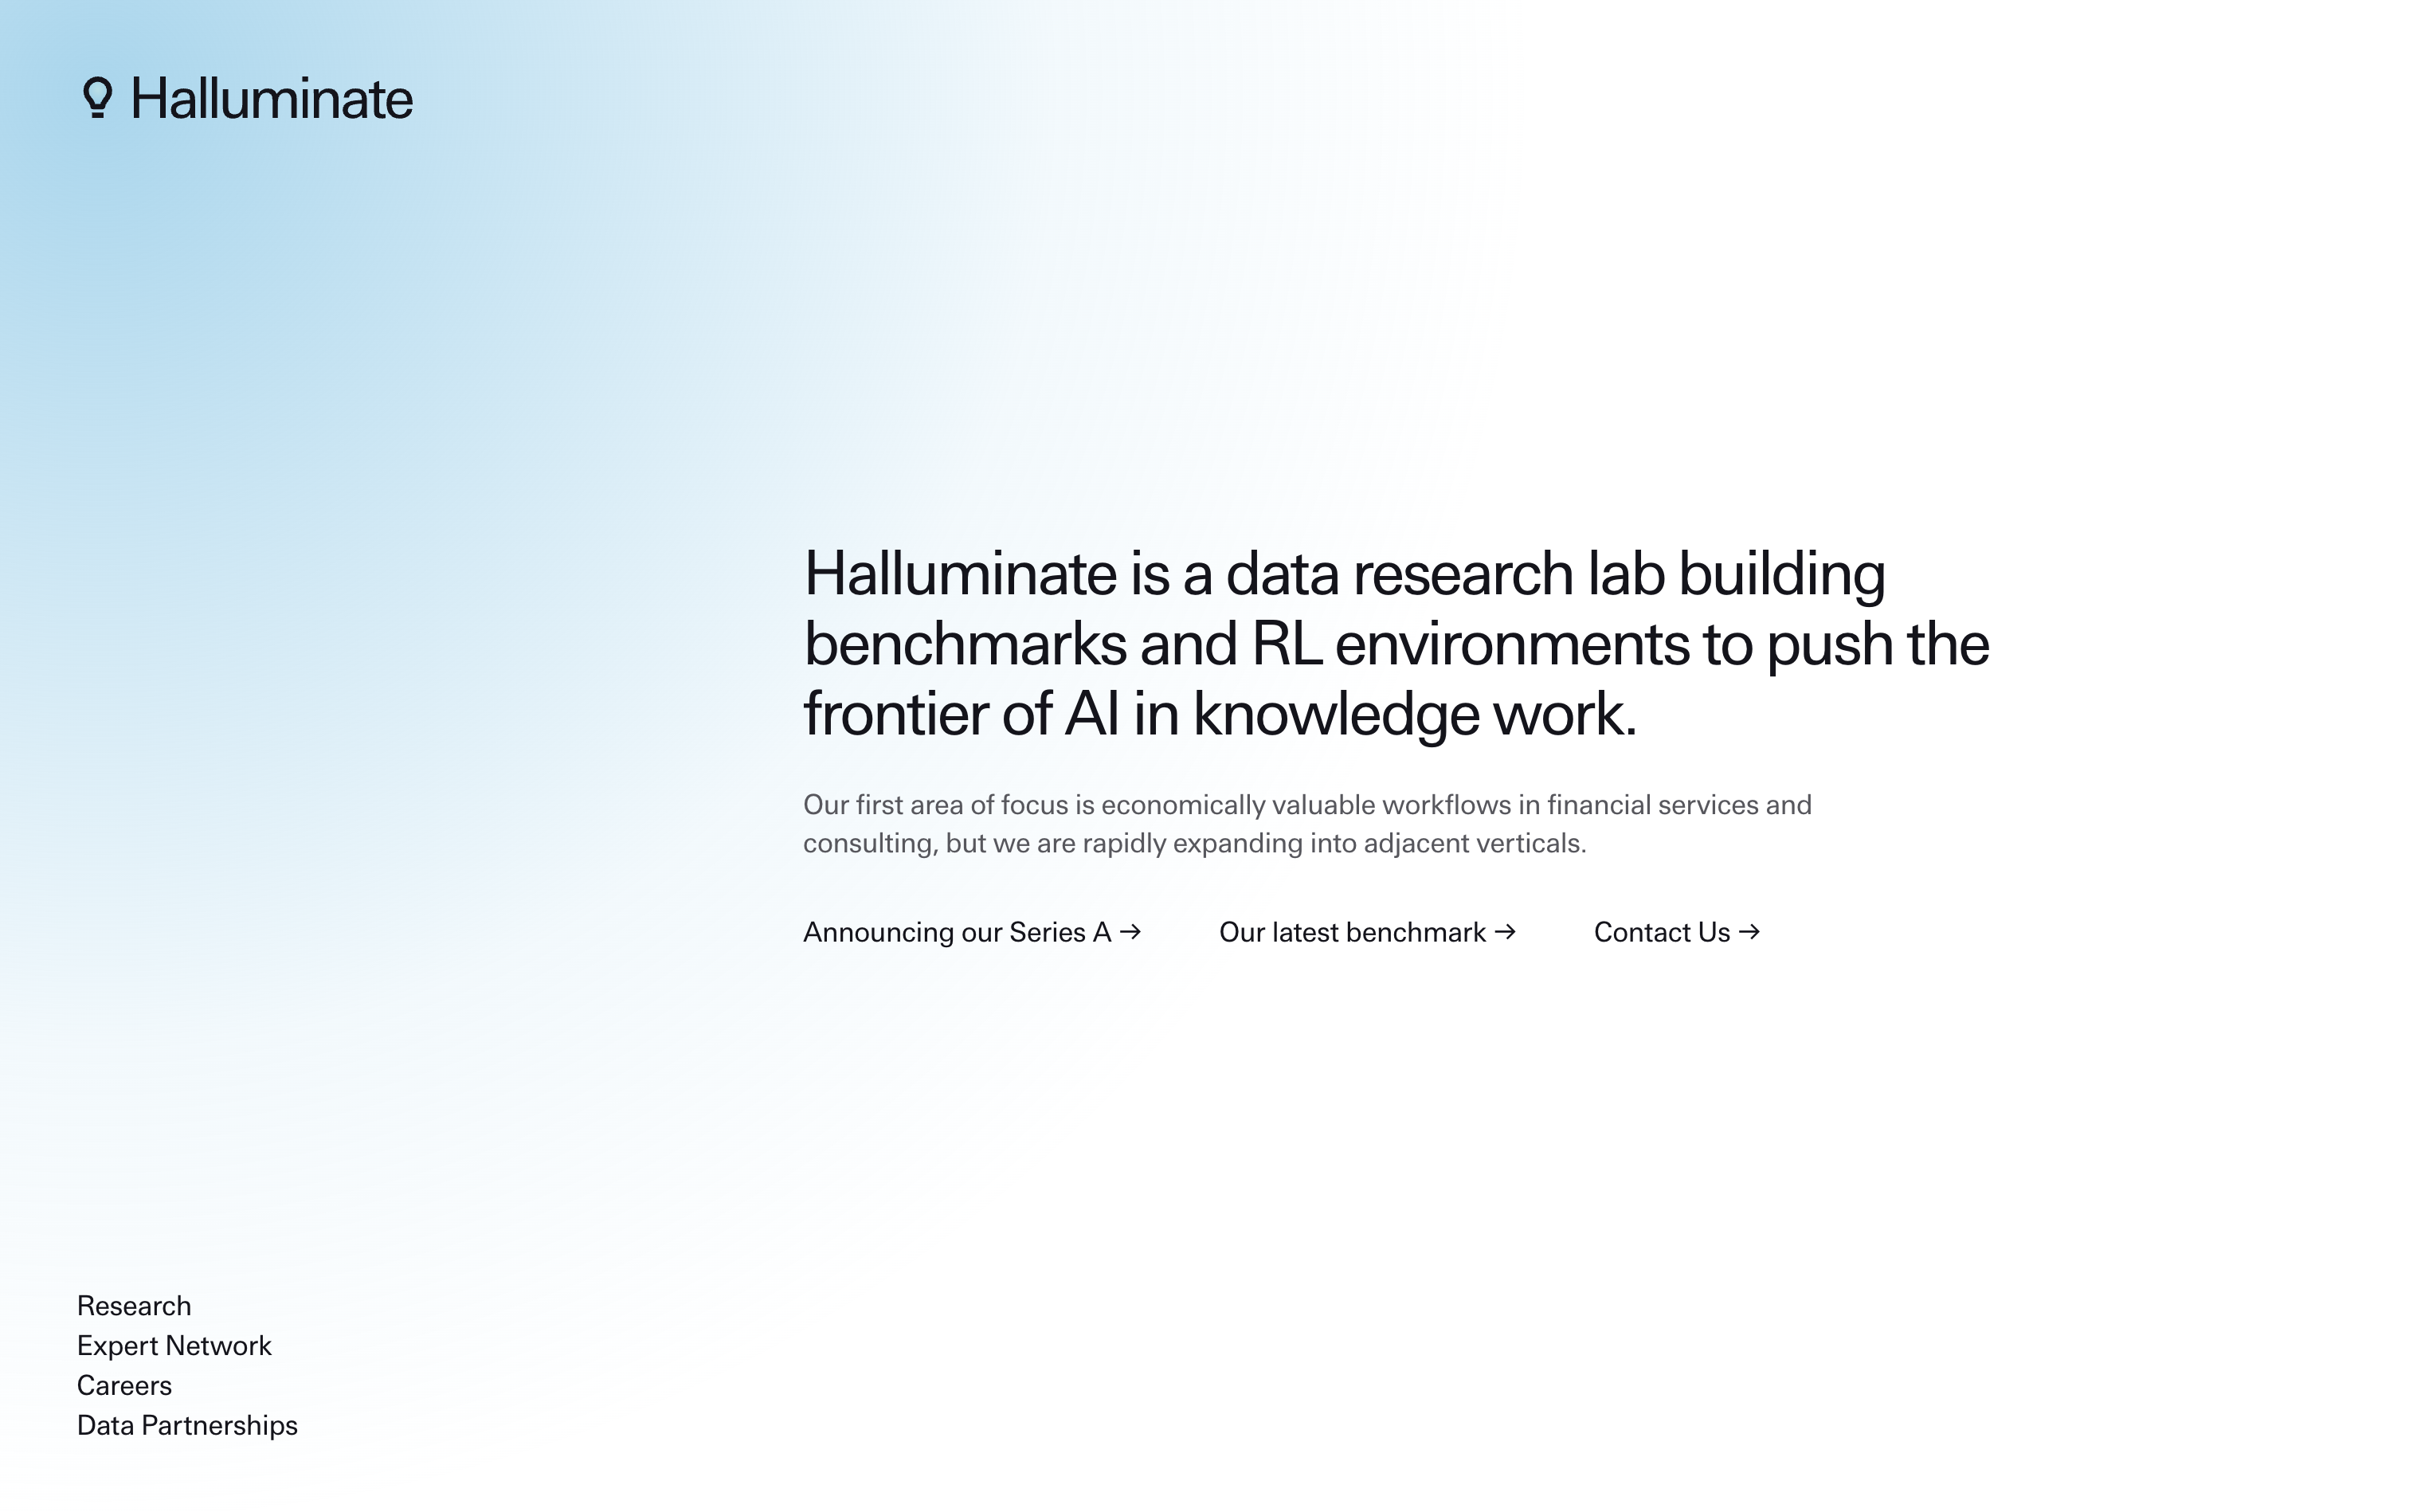 Halluminate
Halluminate is a data research lab building
benchmarks and RL environments to push the
frontier of AI in knowledge work.
Our first area of focus is economically valuable workflows in financial services and
consulting, but we are rapidly expanding into adjacent verticals.
Announcing our Series A → Our latest benchmark → Contact Us →
Research
Expert Network
Careers
Data Partnerships